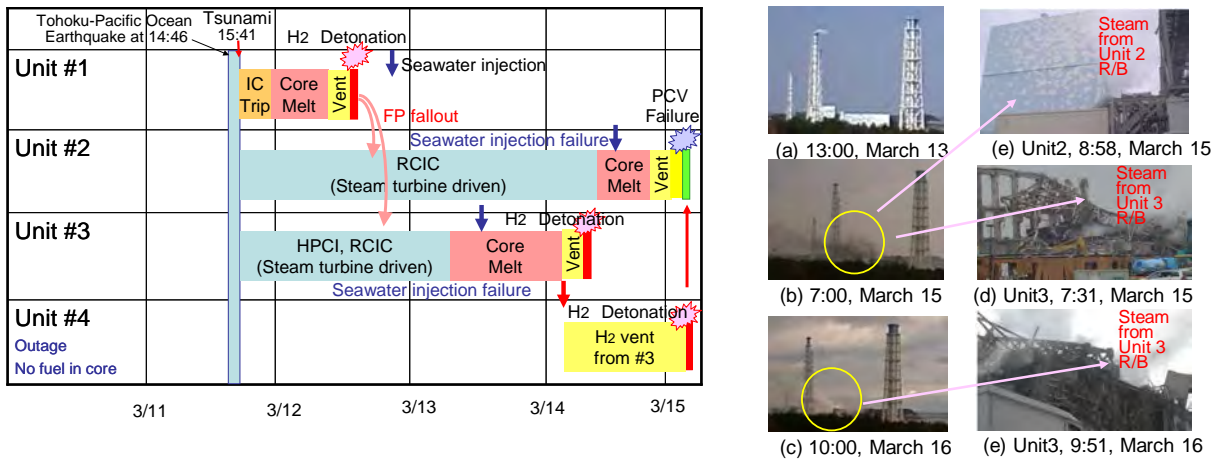 Tohoku-Pacific Ocean
Earthquake at 14:46
Tsunami
15:41
H2 Detonation
Unit #1
Seawater injection
IC
Trip
Core
Melt
Vent
FP fallout
PCV
Failure
Seawater injection failure
Unit #2
RCIC
(Steam turbine driven)
Core
Melt
Vent
H2 Detonation
Unit #3
HPCI, RCIC
(Steam turbine driven)
Core
Melt
Vent
Seawater injection failure
Unit #4
Outage
No fuel in core
H2 Detonation
H2 vent
from #3
3/11
3/12
3/13
3/14
3/15
(a) 13:00, March 13
Steam
from
Unit 2
R/B
(e) Unit2, 8:58, March 15
(b) 7:00, March 15
Steam
from
Unit 3
R/B
(d) Unit3, 7:31, March 15
(c) 10:00, March 16
Steam
from
Unit 3
R/B
(e) Unit3, 9:51, March 16